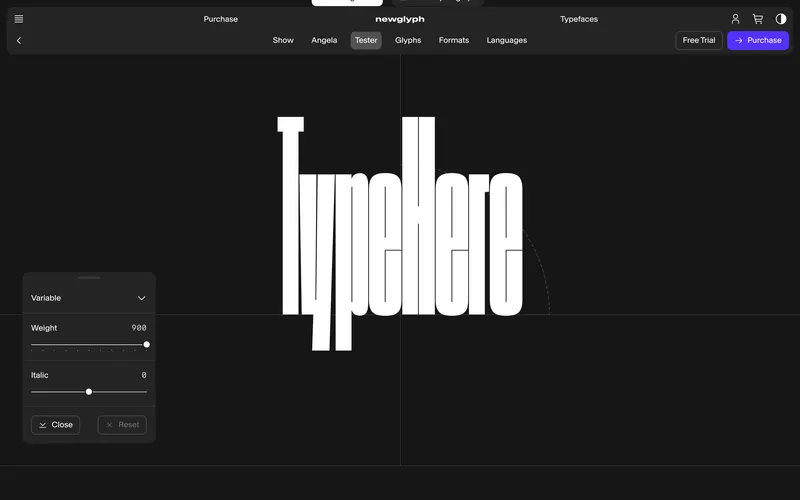 Purchase
newglyph
Typefaces
Show
Angela
Tester
Glyphs
Formats
Languages
Free Trial
Purchase
TypeHere
Variable
Weight 900
Italic 0
Close
Reset